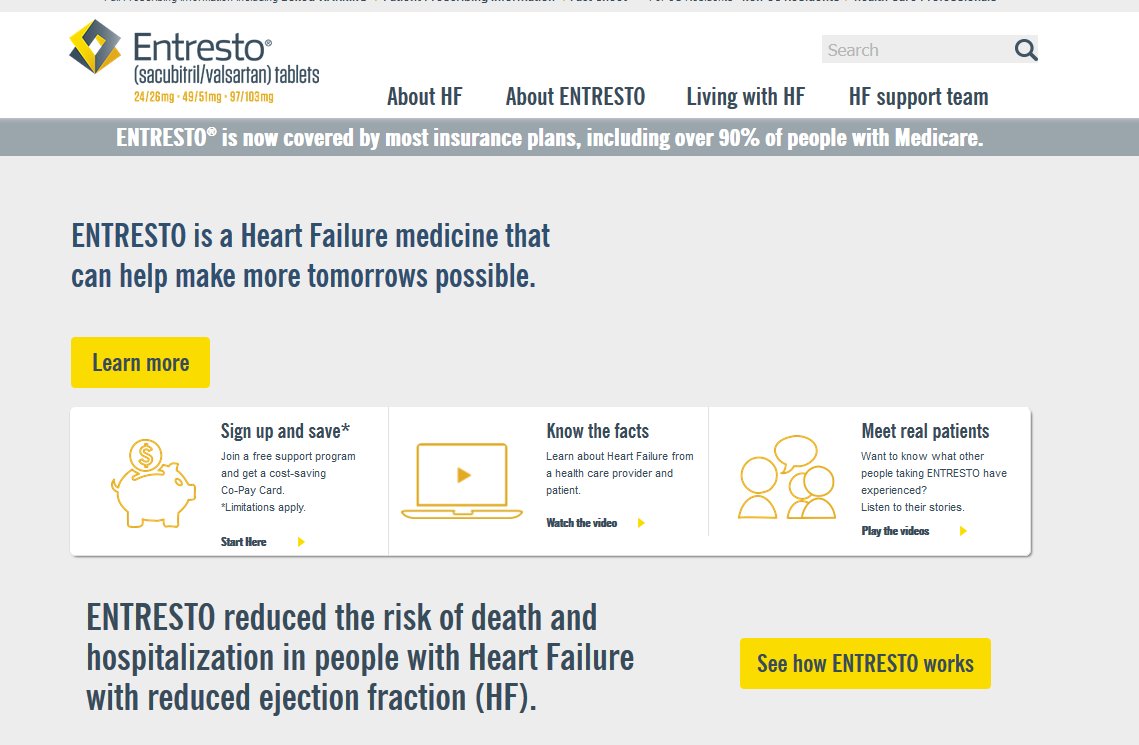 Entresto®
(sacubitril/valsartan) tablets
24/26mg · 49/51mg · 97/103mg
Search
About HF
About ENTRESTO
Living with HF
HF support team
ENTRESTO® is now covered by most insurance plans, including over 90% of people with Medicare.
ENTRESTO is a Heart Failure medicine that
can help make more tomorrows possible.
Learn more
Sign up and save*
Join a free support program
and get a cost-saving
Co-Pay Card.
*Limitations apply.
Start Here
Know the facts
Learn about Heart Failure from
a health care provider and
patient.
Watch the video
Meet real patients
Want to know what other
people taking ENTRESTO have
experienced?
Listen to their stories.
Play the videos
ENTRESTO reduced the risk of death and
hospitalization in people with Heart Failure
with reduced ejection fraction (HF).
See how ENTRESTO works